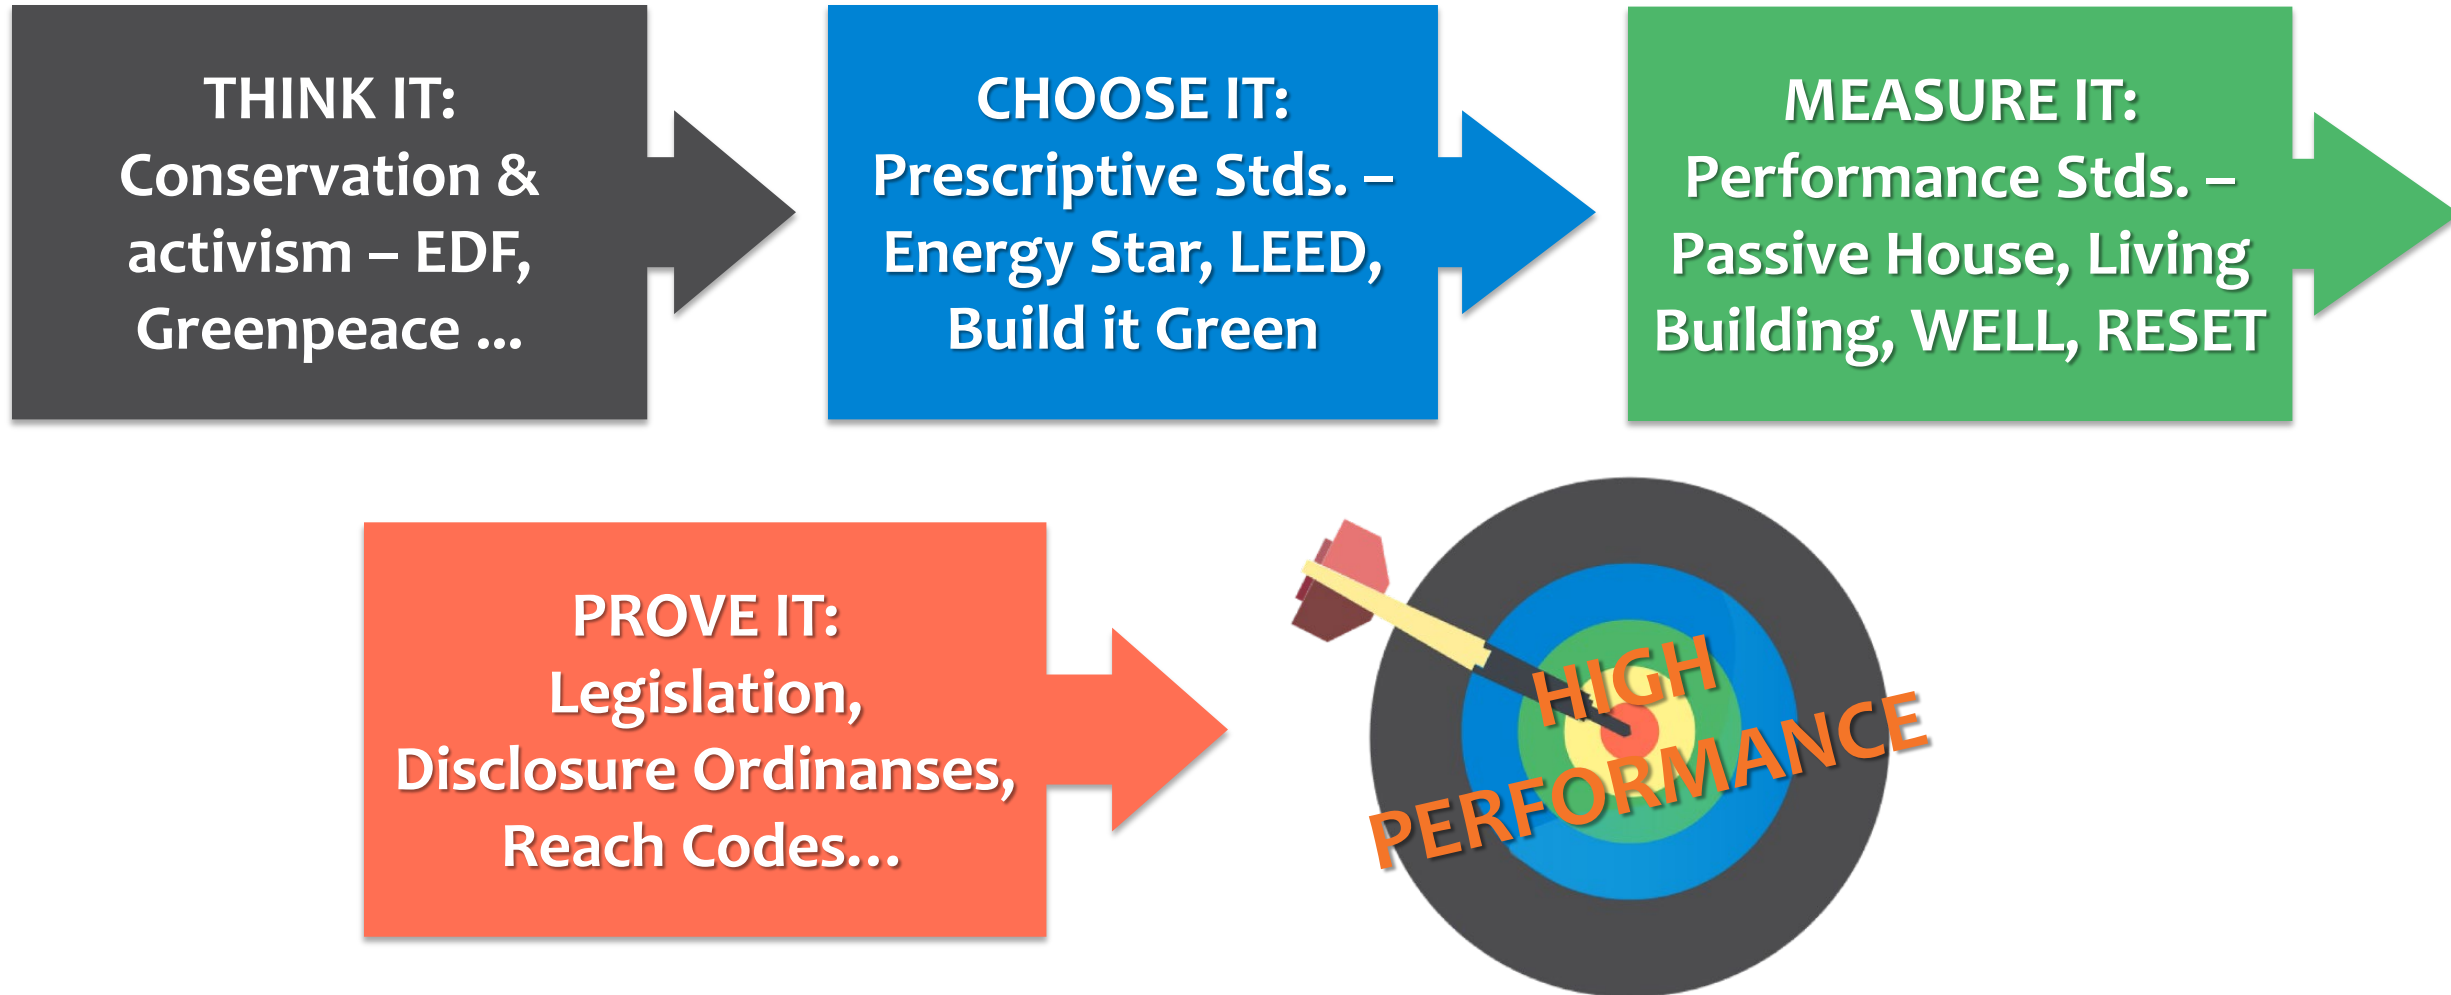 THINK IT:
Conservation &
activism – EDF,
Greenpeace ...
CHOOSE IT:
Prescriptive Stds. –
Energy Star, LEED,
Build it Green
MEASURE IT:
Performance Stds. –
Passive House, Living
Building, WELL, RESET
PROVE IT:
Legislation,
Disclosure Ordinanses,
Reach Codes...
HIGH
PERFORMANCE